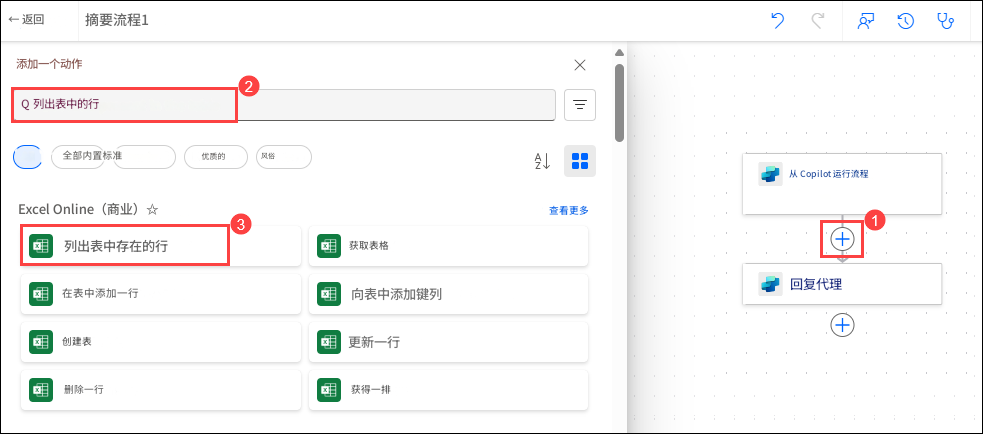 ← 返回
摘要流程1
添加一个动作
2
Q 列出表中的行
全部内置标准
优质的
风俗
A
Z
Excel Online（商业）☆
查看更多
3
列出表中存在的行
获取表格
在表中添加一行
向表中添加键列
创建表
更新一行
删除一行
获得一排
从 Copilot 运行流程
1
回复代理